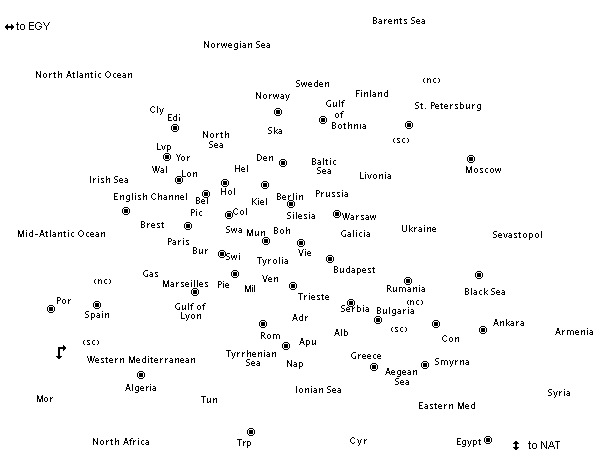 Barents Sea
↔ to EGY
Norwegian Sea
North Atlantic Ocean
(nc)
Sweden
Finland
Norway
Gulf
of
Bothnia
St. Petersburg
Cly
Edi
Ska
North
Sea
(sc)
Lvp
Yor
Den
Baltic
Sea
Moscow
Wal
Lon
Hel
Livonia
Irish Sea
Hol
Kiel
Berlin
Prussia
English Channel
Bel
Pic
Col
Silesia
Warsaw
Brest
Swa
Mun
Boh
Galicia
Ukraine
Mid-Atlantic Ocean
Sevastopol
Paris
Bur
Swi
Tyrolia
Vie
Budapest
Gas
Marseilles
Pie
Mil
Ven
Trieste
Rumania
Black Sea
(nc)
Por
Spain
Gulf of
Lyon
Serbia
(nc)
Bulgaria
(sc)
Adr
Alb
Con
Ankara
Armenia
(sc)
Rom
Apu
Western Mediterranean
Tyrrhenian
Sea
Nap
Greece
Aegean
Sea
Smyrna
Algeria
Ionian Sea
Syria
Mor
Tun
Eastern Med
North Africa
Trp
Cyr
Egypt
↕ to NAT